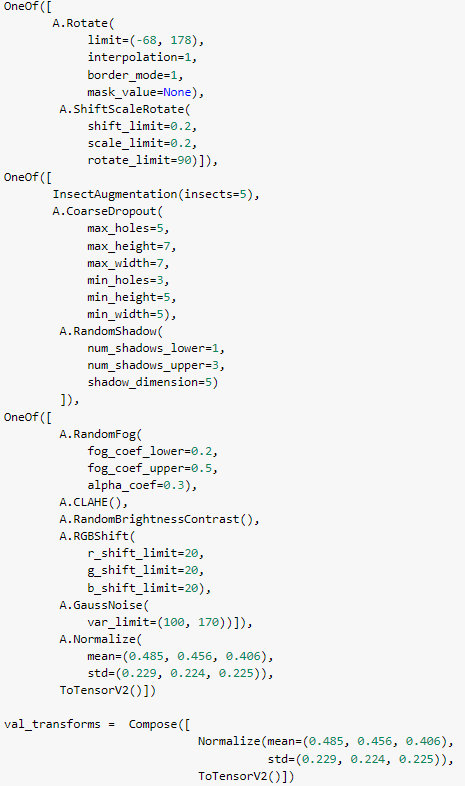 OneOf([
A.Rotate(
limit=(-68, 178),
interpolation=1,
border_mode=1,
mask_value=None),
A.ShiftScaleRotate(
shift_limit=0.2,
scale_limit=0.2,
rotate_limit=90)]),
OneOf([
InsectAugmentation(insects=5),
A.CoarseDropout(
max_holes=5,
max_height=7,
max_width=7,
min_holes=3,
min_height=5,
min_width=5),
A.RandomShadow(
num_shadows_lower=1,
num_shadows_upper=3,
shadow_dimension=5)
]),
OneOf([
A.RandomFog(
fog_coef_lower=0.2,
fog_coef_upper=0.5,
alpha_coef=0.3),
A.CLAHE(),
A.RandomBrightnessContrast(),
A.RGBShift(
r_shift_limit=20,
g_shift_limit=20,
b_shift_limit=20),
A.GaussNoise(
var_limit=(100, 170))]),
A.Normalize(
mean=(0.485, 0.456, 0.406),
std=(0.229, 0.224, 0.225)),
ToTensorV2()])
val_transforms =  Compose([
Normalize(mean=(0.485, 0.456, 0.406),
std=(0.229, 0.224, 0.225)),
ToTensorV2()])